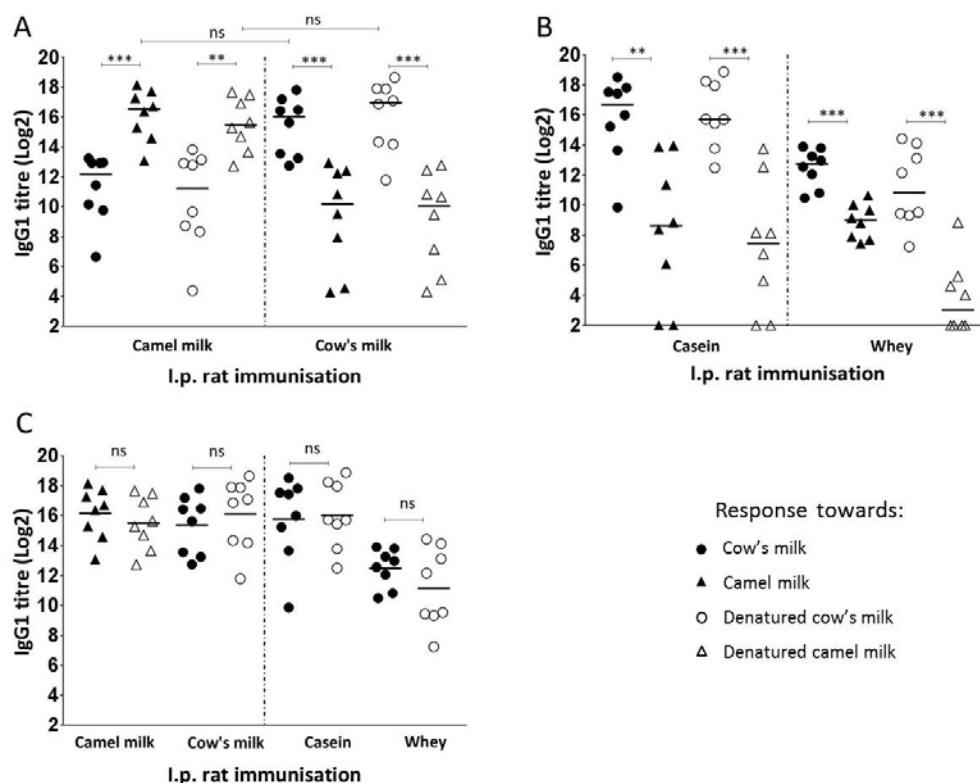 A
ns
ns
*** ** *** ***
IgG1 titre (Log2)
20
18
16
14
12
10
8
6
4
2
Camel milk Cow's milk
I.p. rat immunisation
B
** *** *** ***
IgG1 titre (Log2)
20
18
16
14
12
10
8
6
4
2
Casein Whey
I.p. rat immunisation
C
ns ns ns ns
IgG1 titre (Log2)
20
18
16
14
12
10
8
6
4
2
Camel milk Cow's milk Casein Whey
I.p. rat immunisation
Response towards:
Cow's milk
Camel milk
Denatured cow's milk
Denatured camel milk